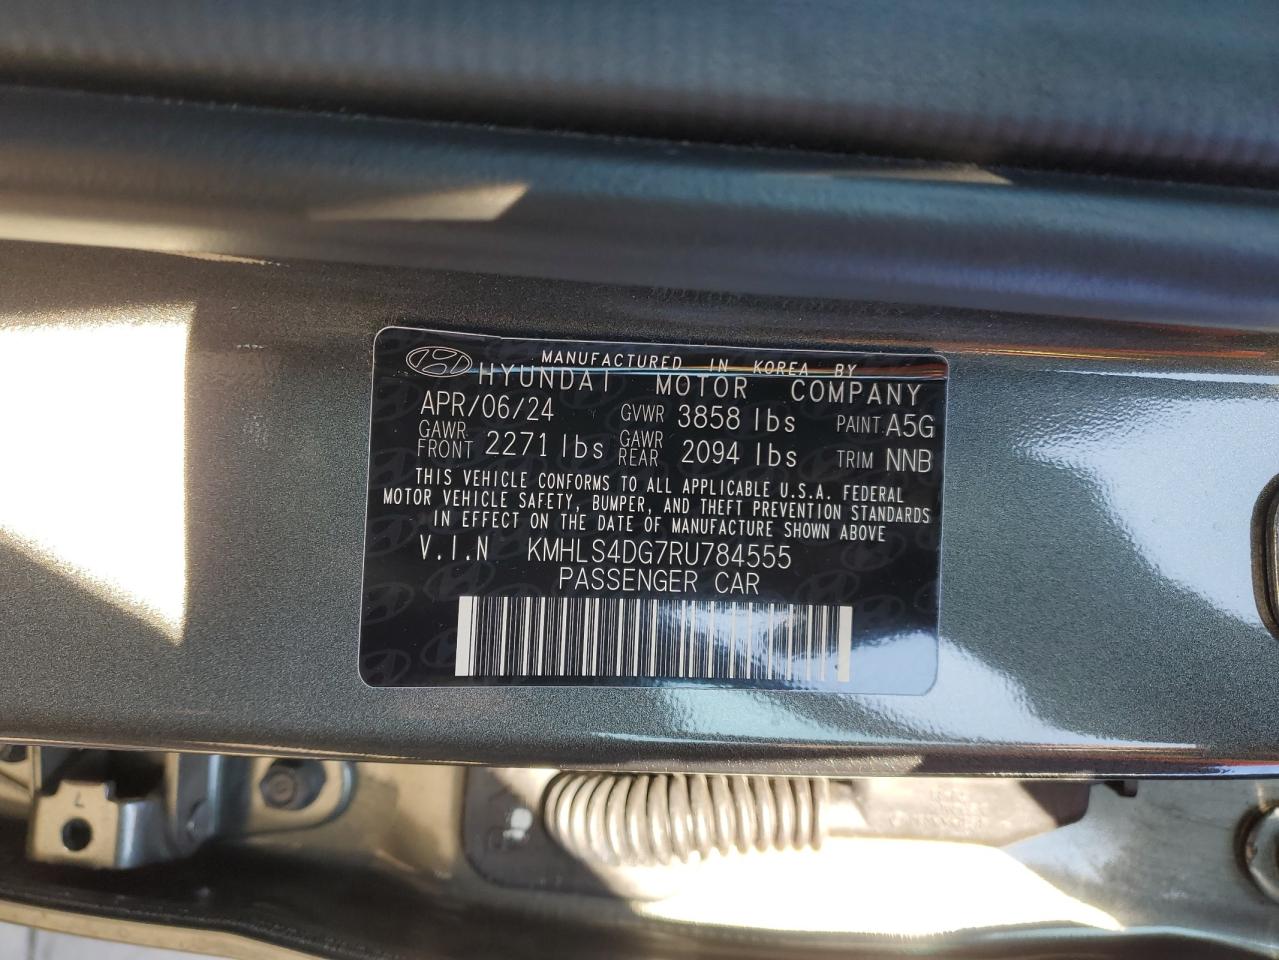 MANUFACTURED IN KOREA BY
HYUNDAI MOTOR COMPANY
APR/06/24 GVWR 3858 lbs PAINT A5G
GAWR FRONT 2271 lbs GAWR REAR 2094 lbs TRIM NNB
THIS VEHICLE CONFORMS TO ALL APPLICABLE U.S.A. FEDERAL
MOTOR VEHICLE SAFETY, BUMPER, AND THEFT PREVENTION STANDARDS
IN EFFECT ON THE DATE OF MANUFACTURE SHOWN ABOVE
V.I.N KMHLS4DG7RU784555
PASSENGER CAR